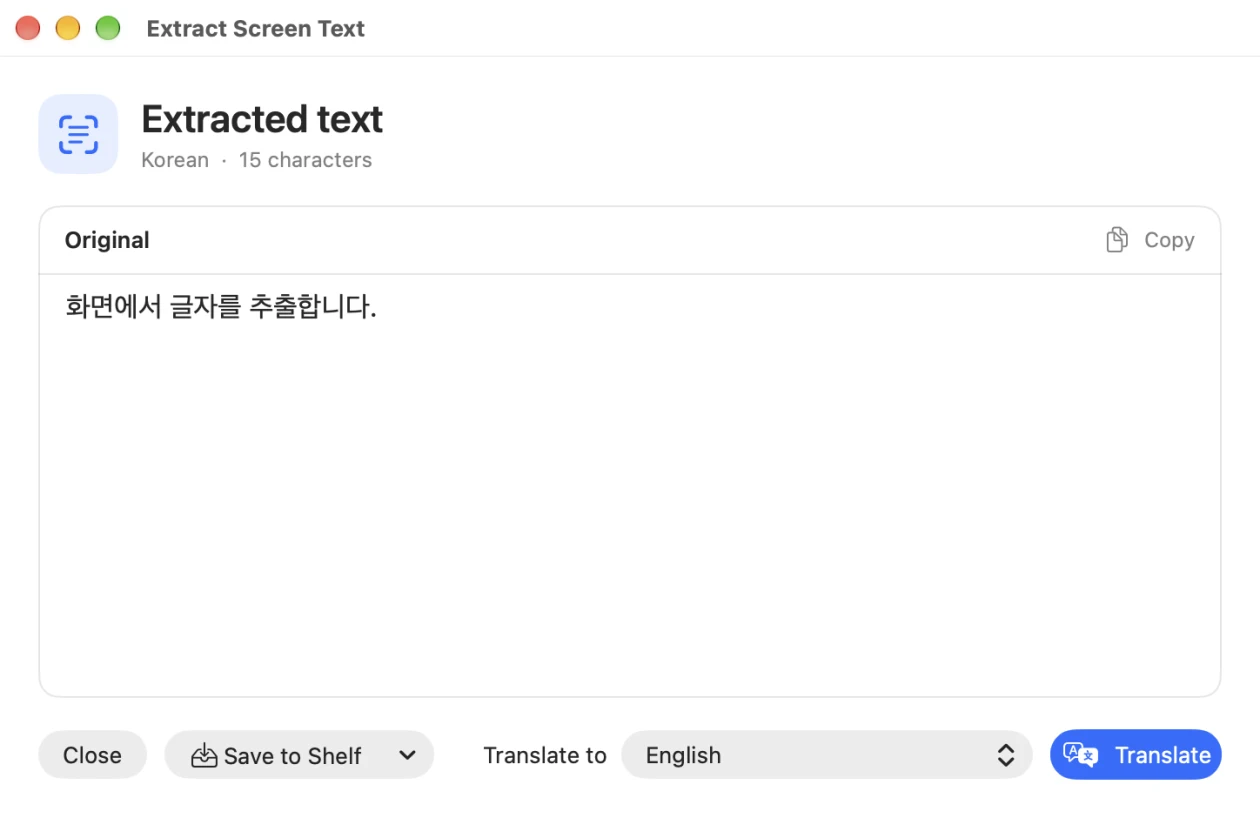 Extract Screen Text
Extracted text
Korean · 15 characters
Original
Copy
화면에서 글자를 추출합니다.
Close
Save to Shelf
Translate to
English
Translate